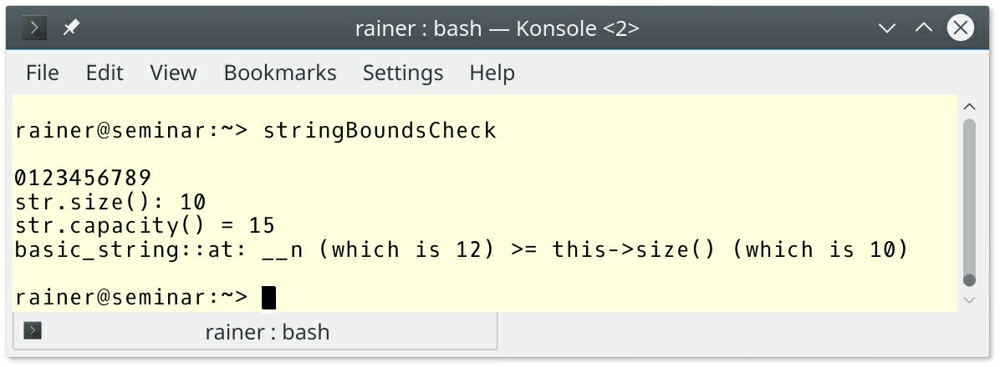 rainer : bash — Konsole <2>
File Edit View Bookmarks Settings Help
rainer@seminar:~> stringBoundsCheck
0123456789
str.size(): 10
str.capacity() = 15
basic_string::at: __n (which is 12) >= this->size() (which is 10)
rainer@seminar:~>
rainer : bash